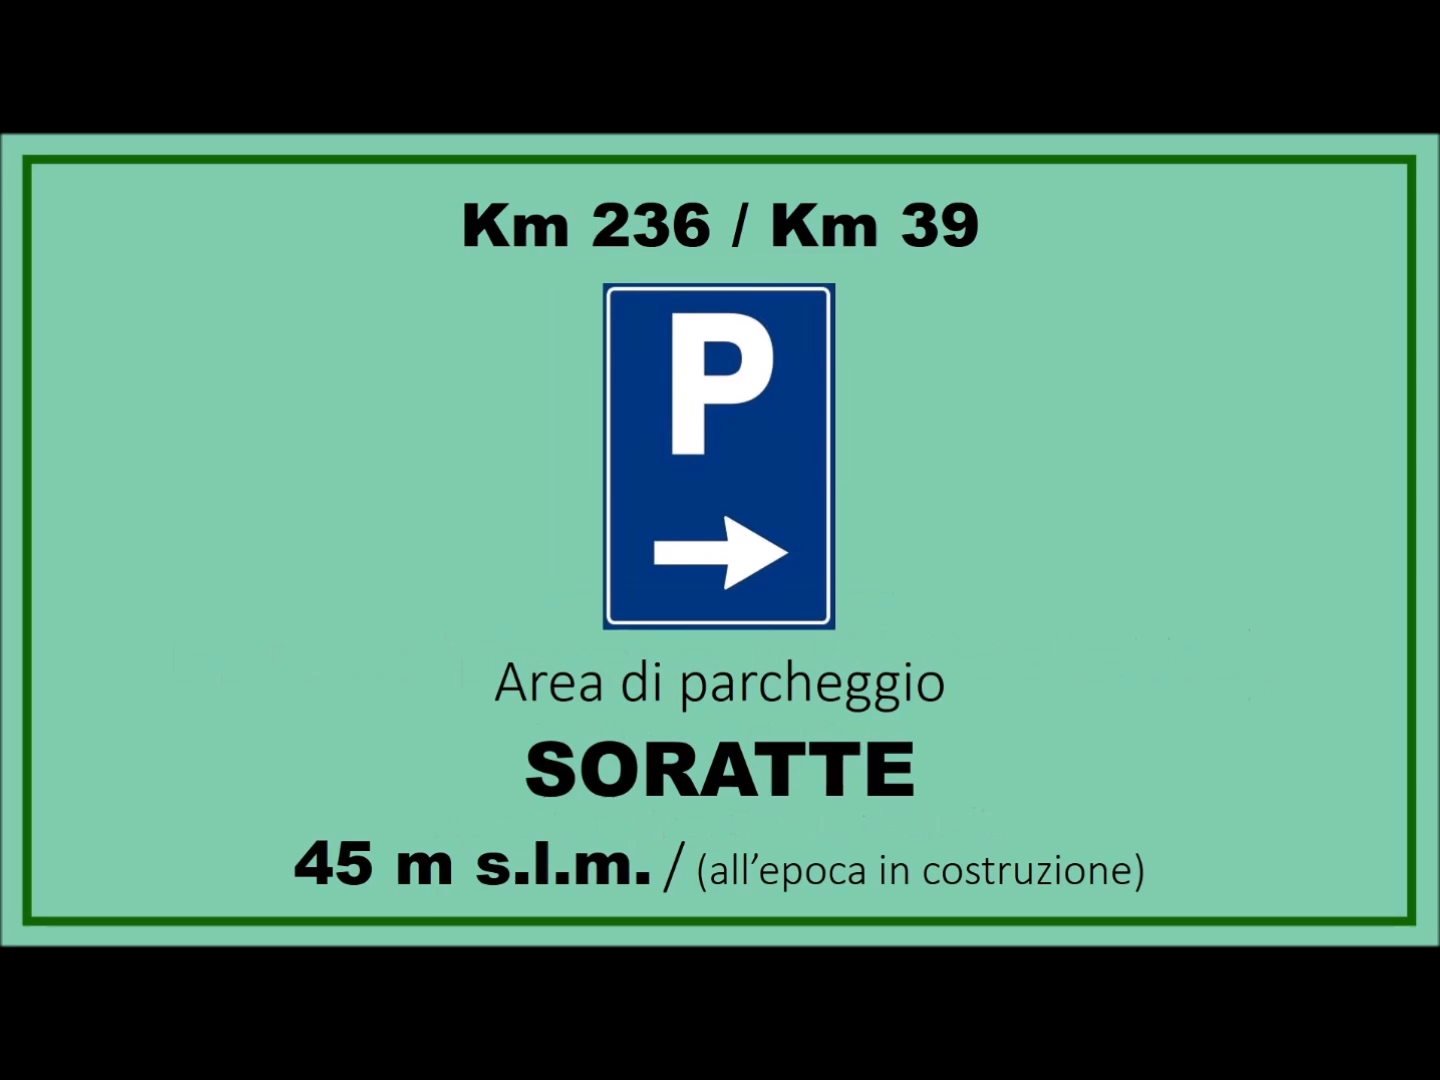 Km 236 / Km 39
P
Area di parcheggio
SORATTE
45 m s.l.m. / (all’epoca in costruzione)